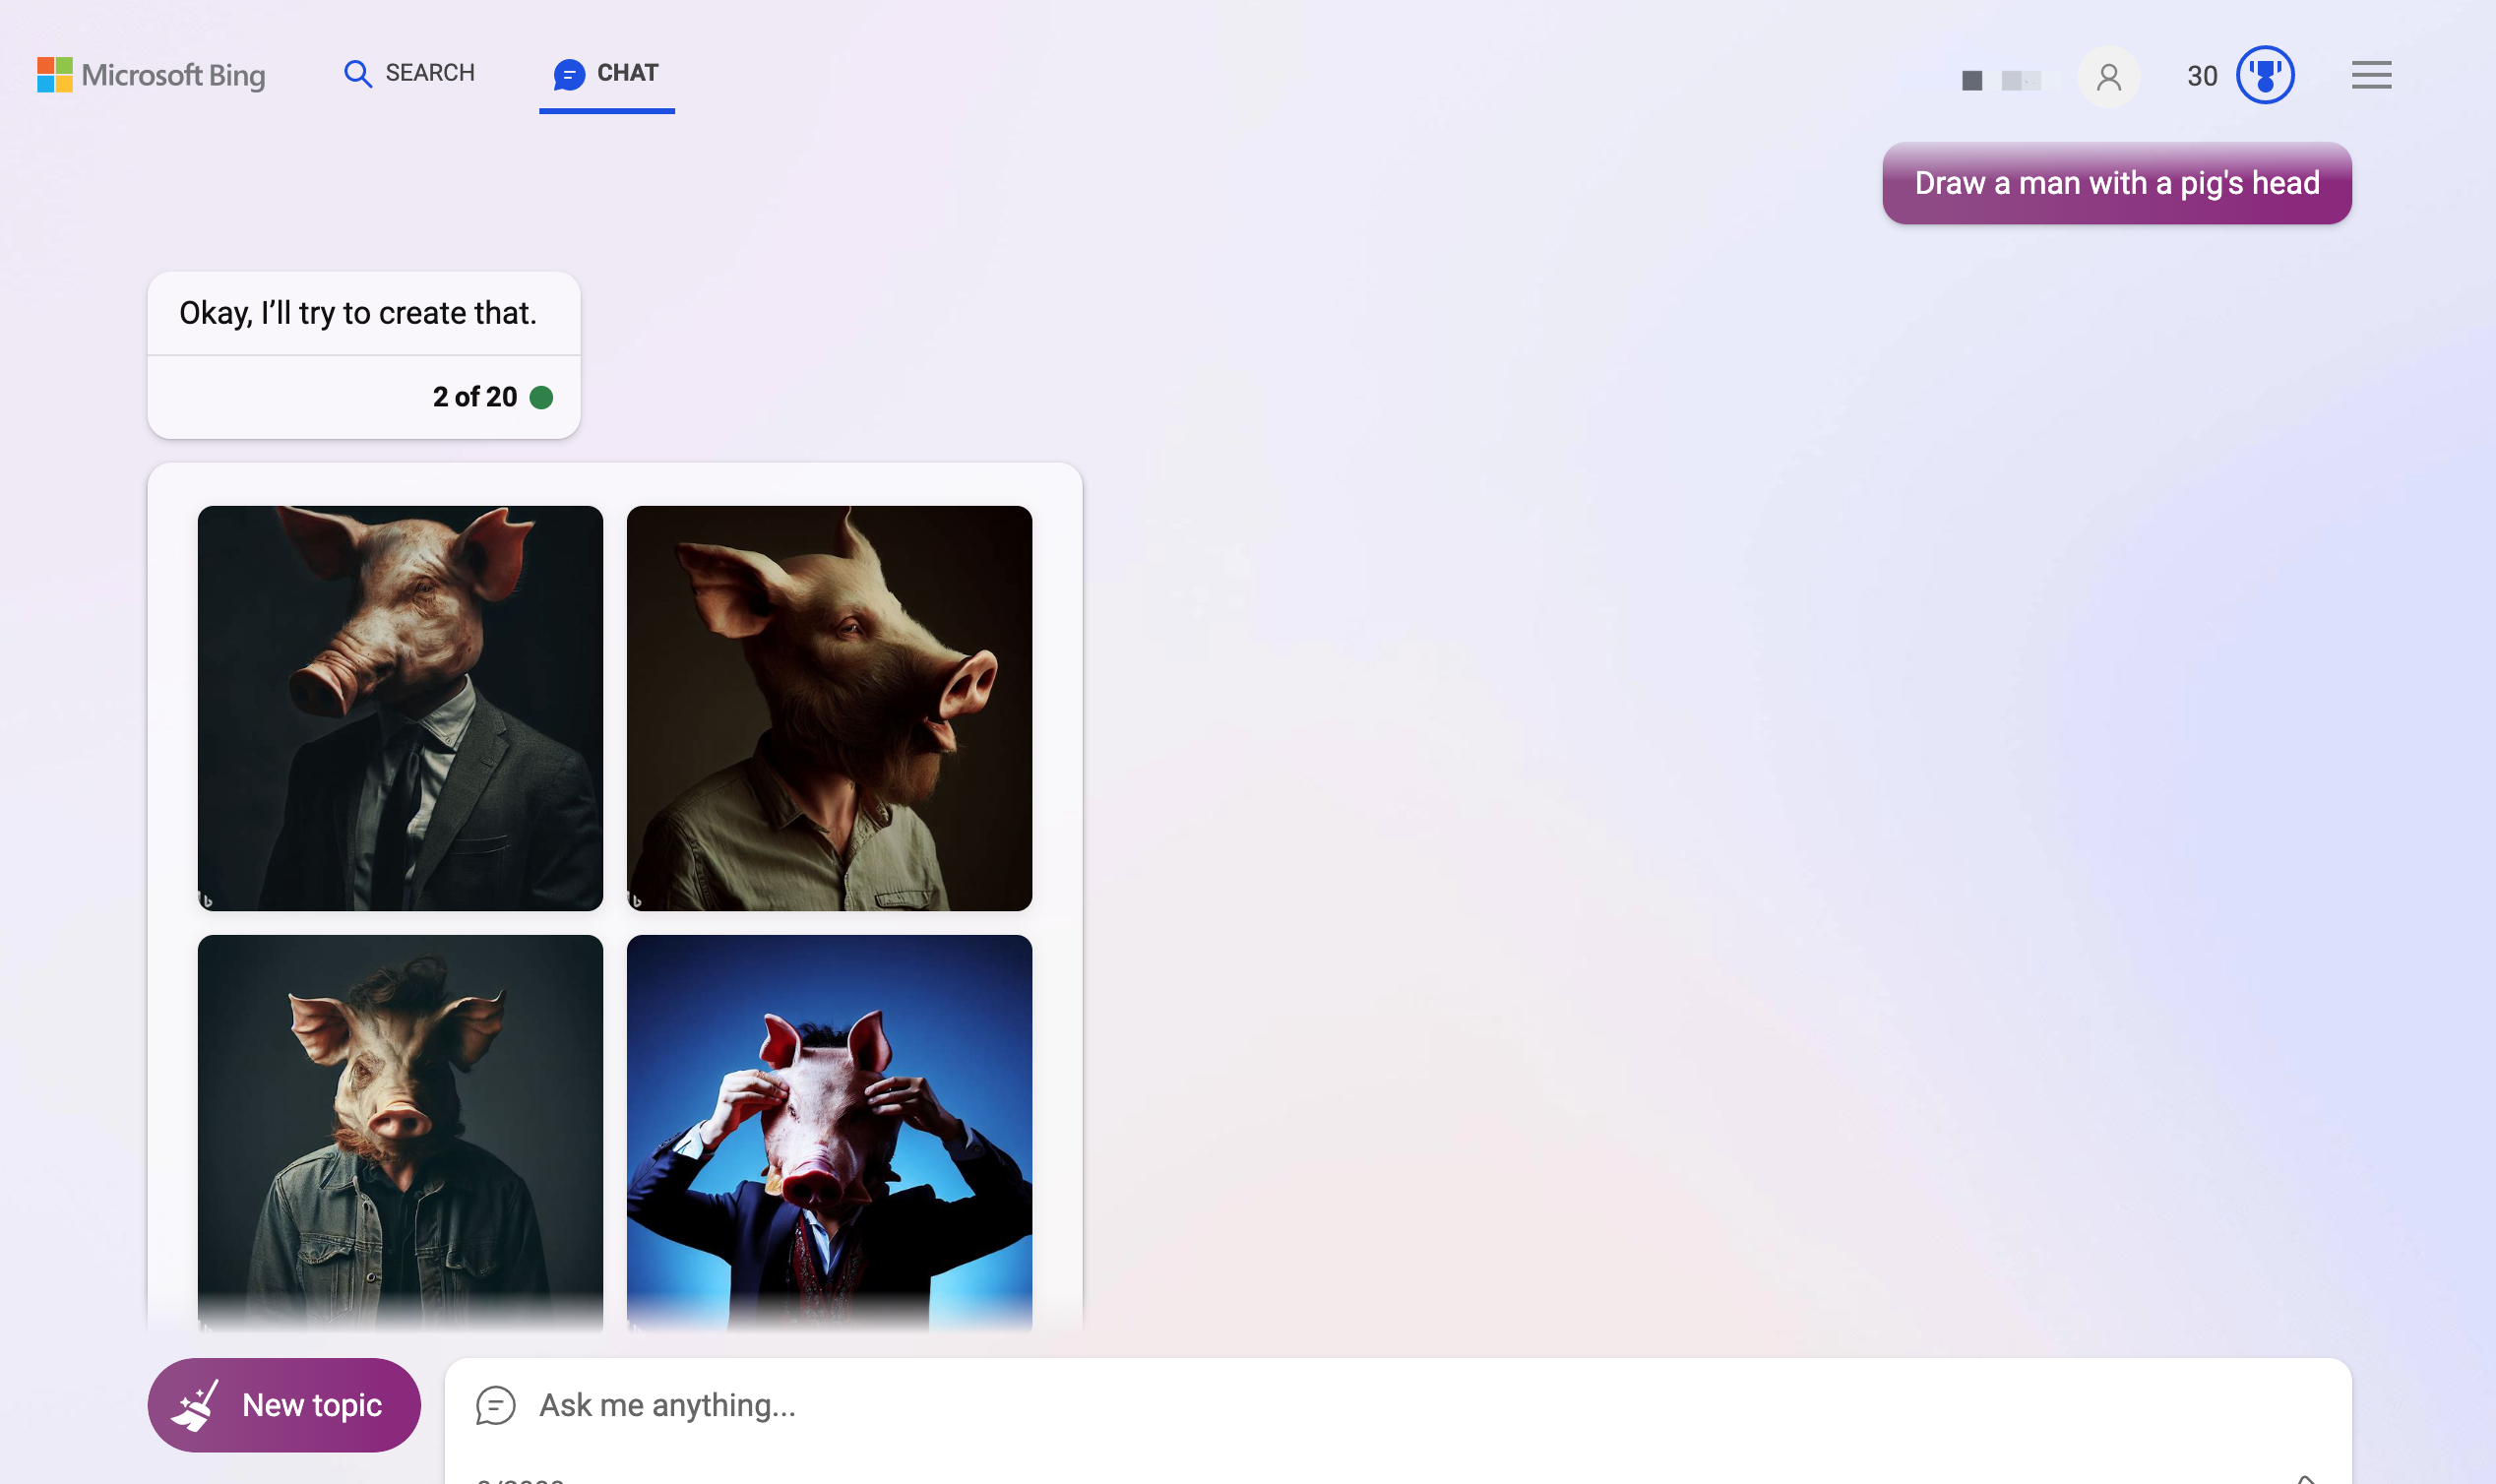 Microsoft Bing
SEARCH
CHAT
30
Draw a man with a pig's head
Okay, I’ll try to create that.
2 of 20
New topic
Ask me anything...